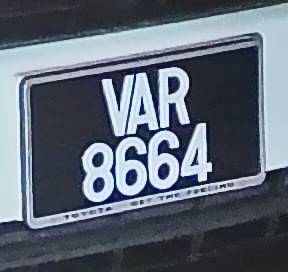 VAR
8664
TOYOTA GET THE FEELING